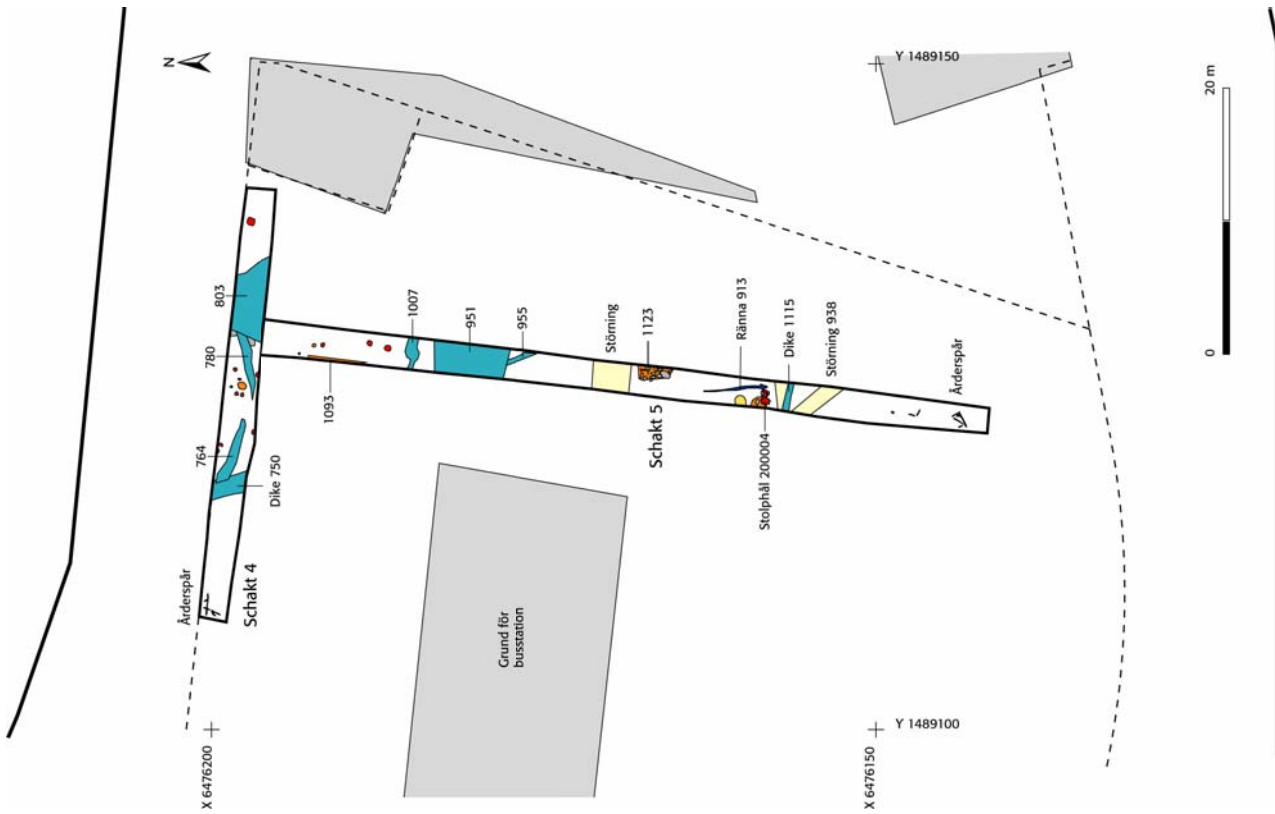 N
Y 1489150
20 m
0
803
780
764
Dike 750
Årderspår
Schakt 4
1093
1007
951
955
Störning
1123
Schakt 5
Ränna 913
Dike 1115
Störning 938
Stolphål 200004
Årderspår
Grund för
busstation
Y 1489100
X 6476200
X 6476150